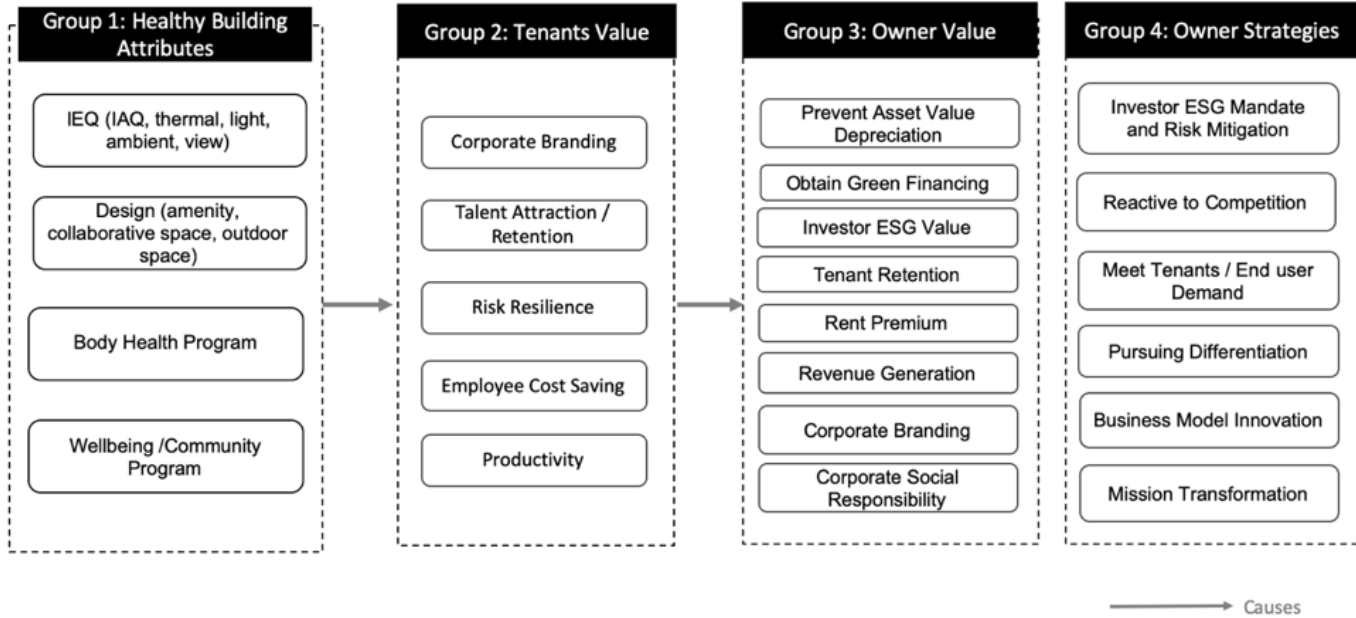 Group 1: Healthy Building
Attributes
IEQ (IAQ, thermal, light,
ambient, view)
Design (amenity,
collaborative space, outdoor
space)
Body Health Program
Wellbeing /Community
Program
Group 2: Tenants Value
Corporate Branding
Talent Attraction /
Retention
Risk Resilience
Employee Cost Saving
Productivity
Group 3: Owner Value
Prevent Asset Value
Depreciation
Obtain Green Financing
Investor ESG Value
Tenant Retention
Rent Premium
Revenue Generation
Corporate Branding
Corporate Social
Responsibility
Group 4: Owner Strategies
Investor ESG Mandate
and Risk Mitigation
Reactive to Competition
Meet Tenants / End user
Demand
Pursuing Differentiation
Business Model Innovation
Mission Transformation
Causes